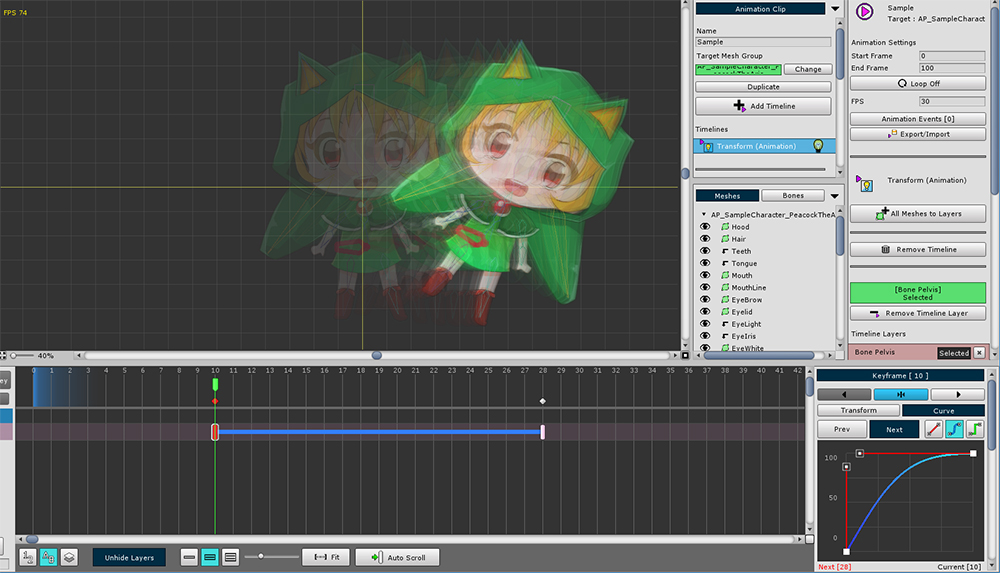 FPS 74
40%
Animation Clip
Name
Sample
Target Mesh Group
Change
Duplicate
Add Timeline
Timelines
Transform (Animation)
Meshes
Bones
AP_SampleCharacter_PeacockTheA
Hood
Hair
Teeth
Tongue
Mouth
MouthLine
EyeBrow
Eyelid
EyeLight
EyeIris
EyeWhite
Sample
Target : AP_SampleCharact
Animation Settings
Start Frame 0
End Frame 100
Loop Off
FPS 30
Animation Events [0]
Export/Import
Transform (Animation)
All Meshes to Layers
Remove Timeline
[Bone Pelvis]
Selected
Remove Timeline Layer
Timeline Layers
Bone Pelvis Selected
ey
0 1 2 3 4 5 6 7 8 9 10 11 12 13 14 15 16 17 18 19 20 21 22 23 24 25 26 27 28 29 30 31 32 33 34 35 36 37 38 39 40 41 42
Unhide Layers
Fit
Auto Scroll
Keyframe [ 10 ]
Transform
Curve
Prev
Next
100
50
0
Next [28]
Current [10]